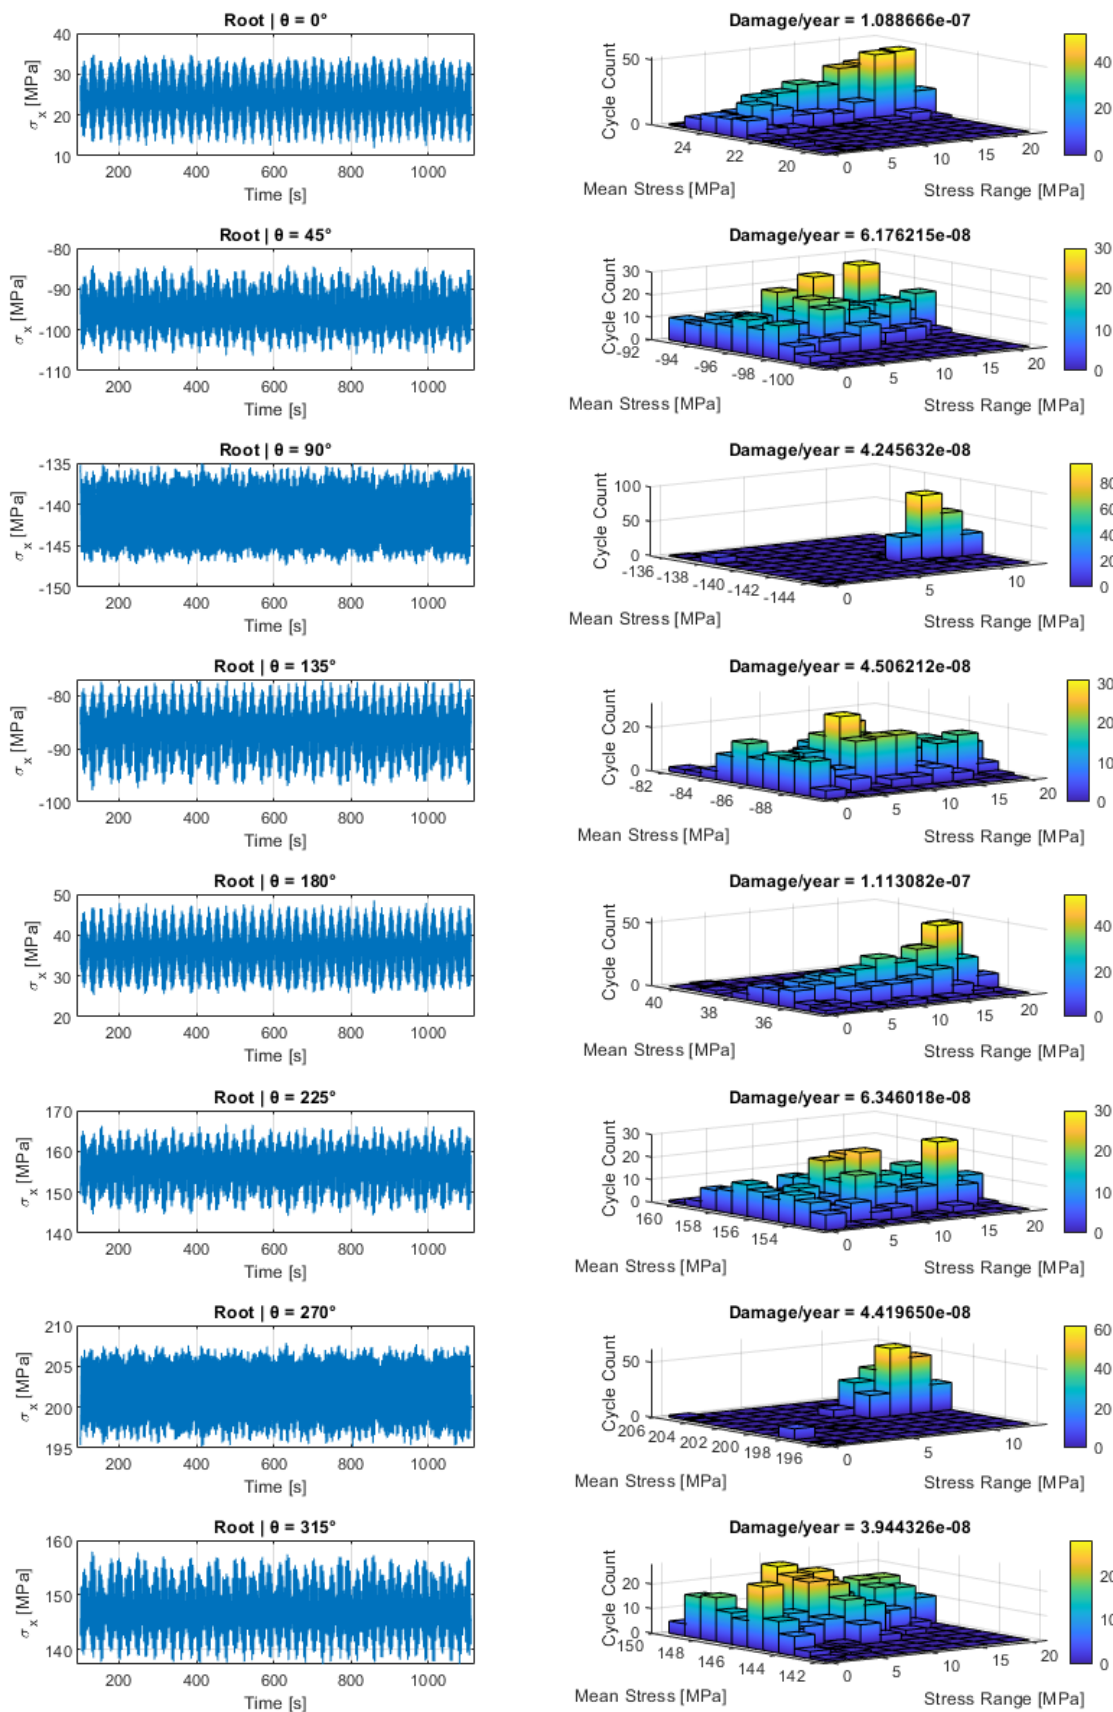 Root | θ = 0°
Damage/year = 1.088666e-07
40
30
20
10
σ x [MPa]
200 400 600 800 1000
Time [s]
50
0
Cycle Count
24 22 20
0 5 10 15 20
Mean Stress [MPa]
Stress Range [MPa]
40
20
0
Root | θ = 45°
Damage/year = 6.176215e-08
-80
-90
-100
-110
σ x [MPa]
200 400 600 800 1000
Time [s]
30
20
10
0
Cycle Count
-92 -94 -96 -98 -100
0 5 10 15 20
Mean Stress [MPa]
Stress Range [MPa]
30
20
10
0
Root | θ = 90°
Damage/year = 4.245632e-08
-135
-140
-145
-150
σ x [MPa]
200 400 600 800 1000
Time [s]
100
50
0
Cycle Count
-136 -138 -140 -142 -144
0 5 10
Mean Stress [MPa]
Stress Range [MPa]
80
60
40
20
0
Root | θ = 135°
Damage/year = 4.506212e-08
-80
-90
-100
σ x [MPa]
200 400 600 800 1000
Time [s]
20
0
Cycle Count
-82 -84 -86 -88
0 5 10 15 20
Mean Stress [MPa]
Stress Range [MPa]
30
20
10
0
Root | θ = 180°
Damage/year = 1.113082e-07
50
40
30
20
σ x [MPa]
200 400 600 800 1000
Time [s]
50
0
Cycle Count
40 38 36
0 5 10 15 20
Mean Stress [MPa]
Stress Range [MPa]
40
20
0
Root | θ = 225°
Damage/year = 6.346018e-08
170
160
150
140
σ x [MPa]
200 400 600 800 1000
Time [s]
30
20
10
0
Cycle Count
160 158 156 154
0 5 10 15 20
Mean Stress [MPa]
Stress Range [MPa]
30
20
10
0
Root | θ = 270°
Damage/year = 4.419650e-08
210
205
200
195
σ x [MPa]
200 400 600 800 1000
Time [s]
50
0
Cycle Count
206 204 202 200 198 196
0 5 10
Mean Stress [MPa]
Stress Range [MPa]
60
40
20
0
Root | θ = 315°
Damage/year = 3.944326e-08
160
150
140
σ x [MPa]
200 400 600 800 1000
Time [s]
20
10
0
Cycle Count
150 148 146 144 142
0 5 10 15 20
Mean Stress [MPa]
Stress Range [MPa]
20
10
0